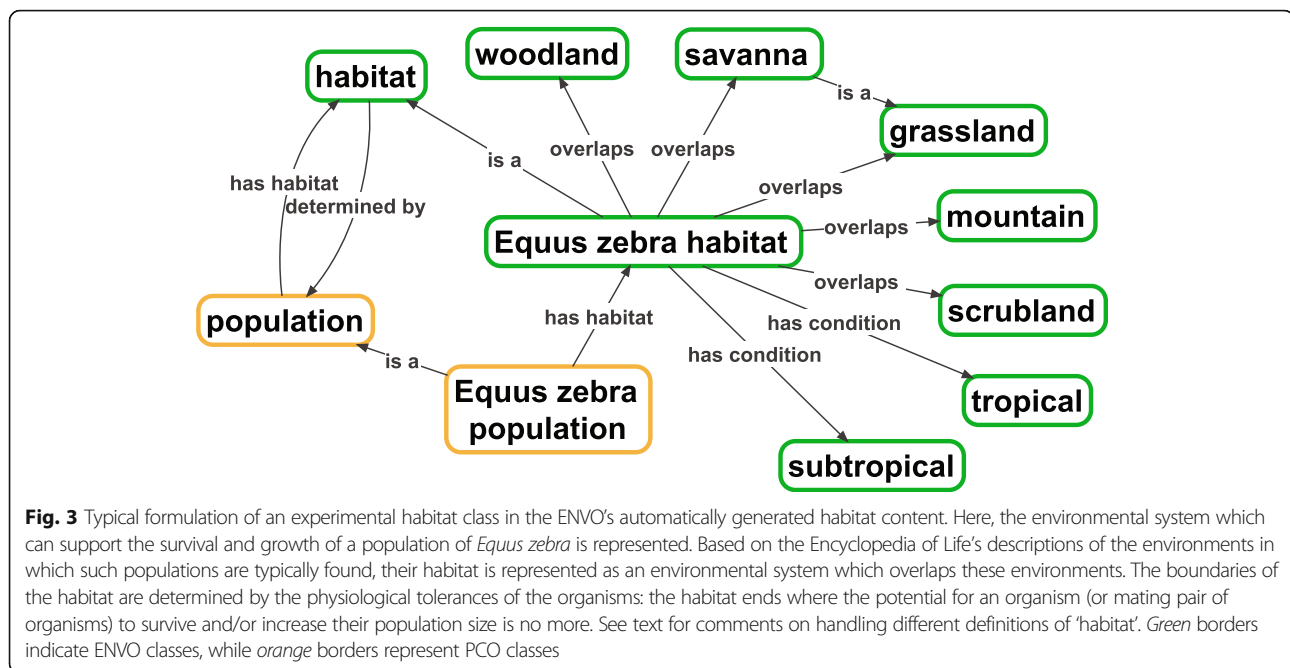 woodland
savanna
habitat
is a
grassland
overlaps
overlaps
is a
has habitat
overlaps
determined by
mountain
Equus zebra habitat
overlaps
overlaps
scrubland
population
has habitat
has condition
is a
has condition
Equus zebra
population
tropical
subtropical
Fig. 3 Typical formulation of an experimental habitat class in the ENVO's automatically generated habitat content. Here, the environmental system which
can support the survival and growth of a population of Equus zebra is represented. Based on the Encyclopedia of Life's descriptions of the environments in
which such populations are typically found, their habitat is represented as an environmental system which overlaps these environments. The boundaries of
the habitat are determined by the physiological tolerances of the organisms: the habitat ends where the potential for an organism (or mating pair of
organisms) to survive and/or increase their population size is no more. See text for comments on handling different definitions of 'habitat'. Green borders
indicate ENVO classes, while orange borders represent PCO classes